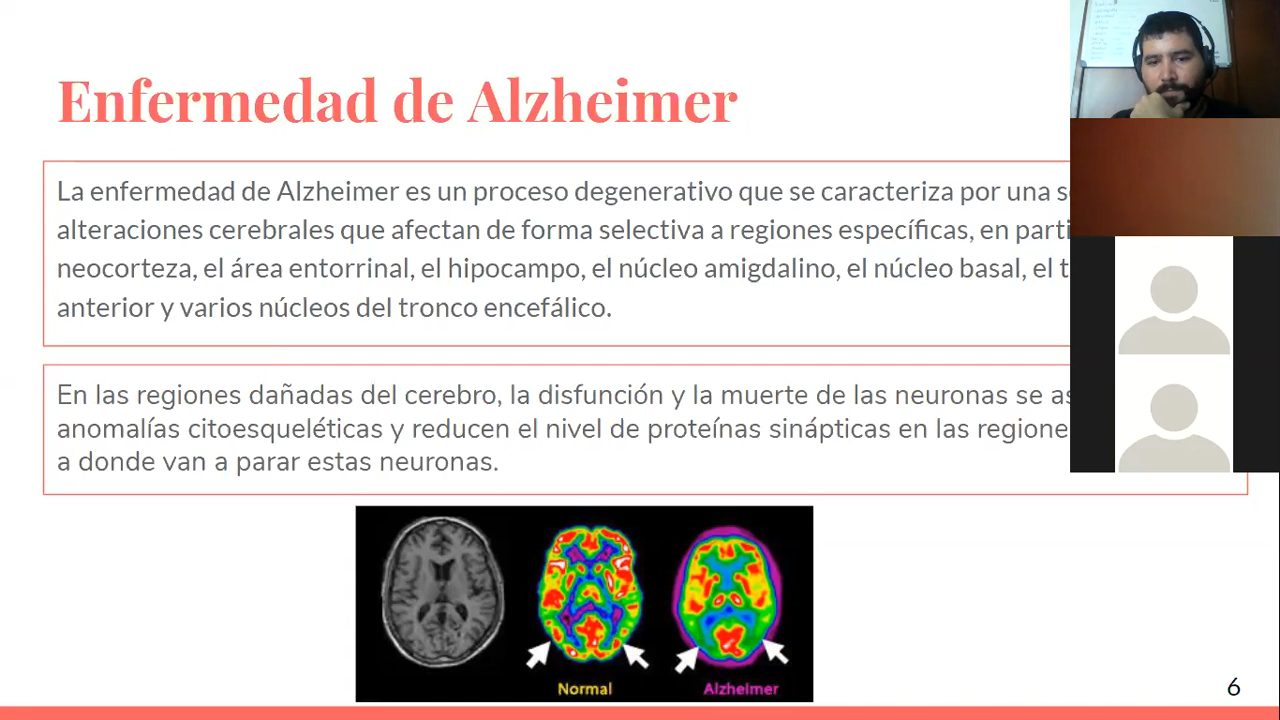 Enfermedad de Alzheimer
La enfermedad de Alzheimer es un proceso degenerativo que se caracteriza por una
alteraciones cerebrales que afectan de forma selectiva a regiones específicas, en
neocorteza, el área entorrinal, el hipocampo, el núcleo amigdalino, el núcleo basal, el
anterior y varios núcleos del tronco encefálico.
En las regiones dañadas del cerebro, la disfunción y la muerte de las neuronas se
anomalías citoesqueléticas y reducen el nivel de proteínas sinápticas en las
a donde van a parar estas neuronas.
Normal
Alzheimer
6